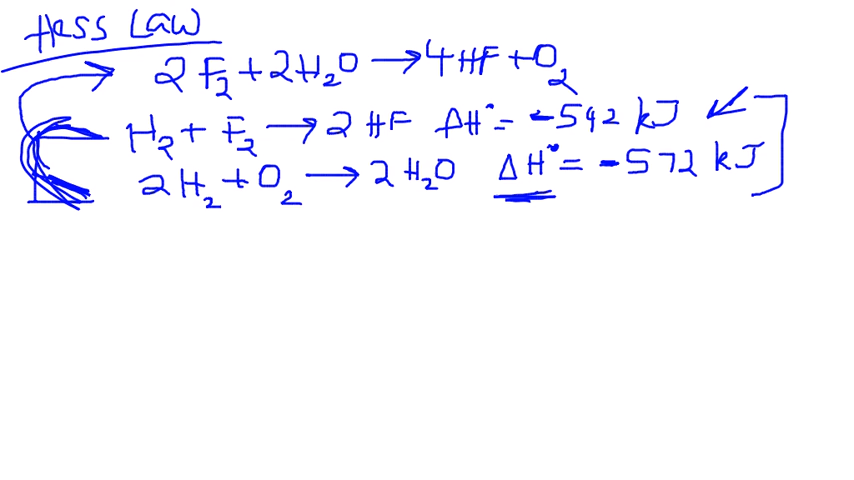 Hess Law
2F₂ + 2H₂O → 4HF + O₂
H₂ + F₂ → 2HF ΔH° = -542 kJ
2H₂ + O₂ → 2H₂O ΔH° = -572 kJ